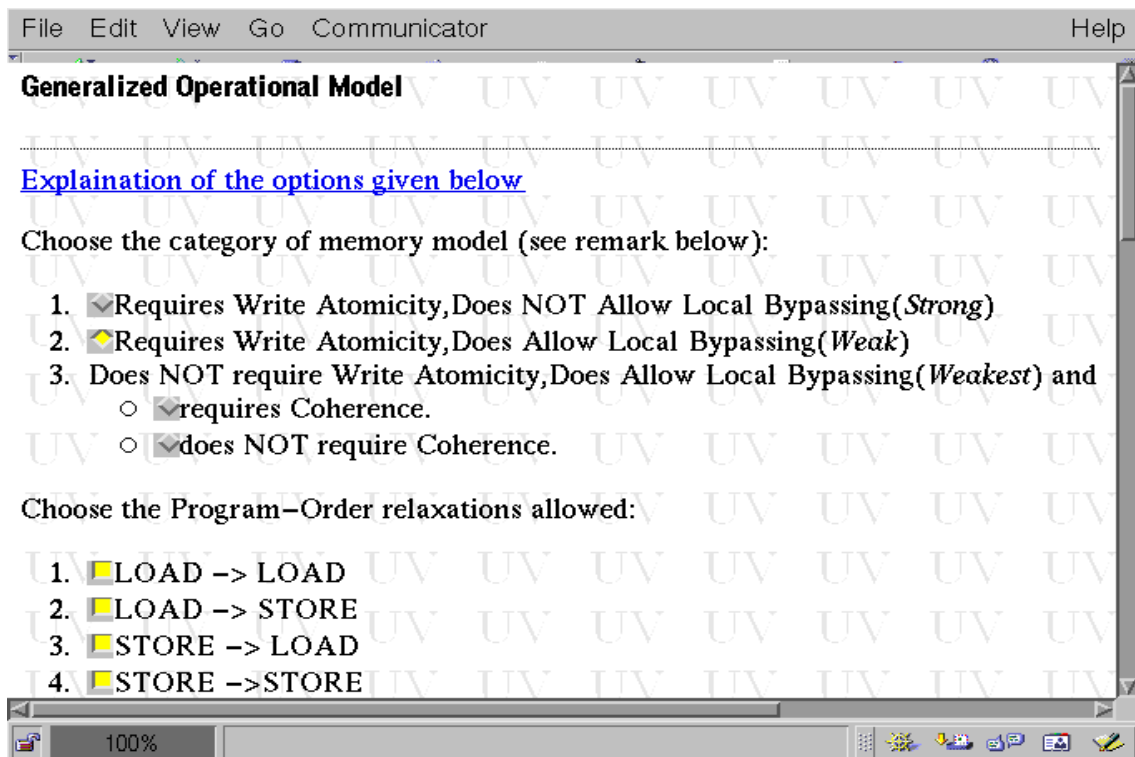 File Edit View Go Communicator Help
Generalized Operational Model
Explaination of the options given below
Choose the category of memory model (see remark below):
1. Requires Write Atomicity,Does NOT Allow Local Bypassing(Strong)
2. Requires Write Atomicity,Does Allow Local Bypassing(Weak)
3. Does NOT require Write Atomicity,Does Allow Local Bypassing(Weakest) and
requires Coherence.
does NOT require Coherence.
Choose the Program-Order relaxations allowed:
1. LOAD -> LOAD
2. LOAD -> STORE
3. STORE -> LOAD
4. STORE ->STORE
100%